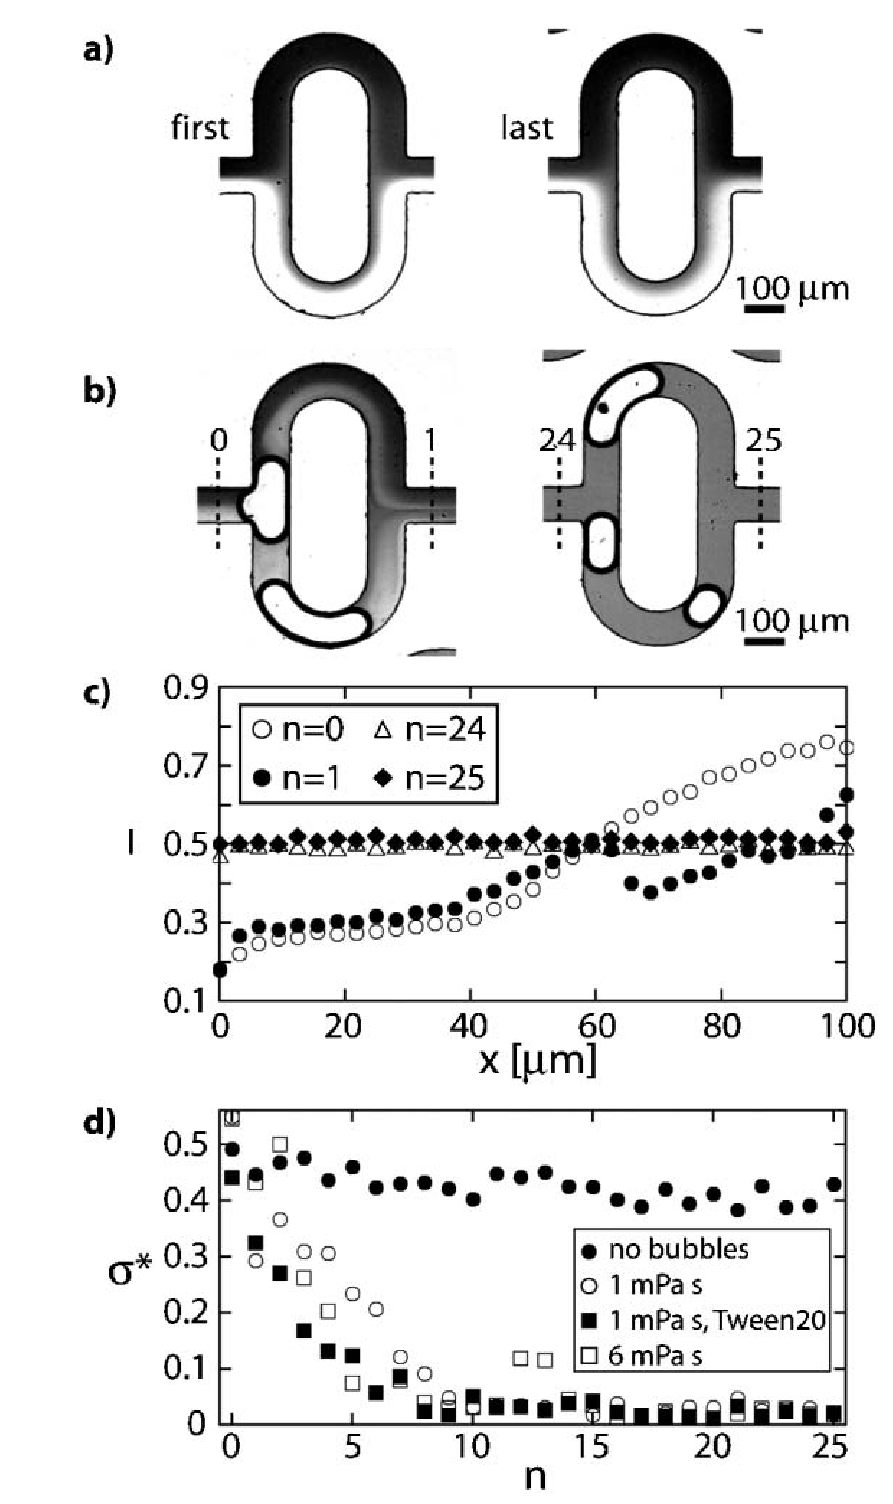 a)
first
last
100 μm
b)
0
1
24
25
100 μm
c)
0.9
0.7
0.5
0.3
0.1
I
n=0
n=24
n=1
n=25
0
20
40
60
80
100
x [μm]
d)
0.5
0.4
0.3
0.2
0.1
0
σ*
no bubbles
1 mPa s
1 mPa s, Tween20
6 mPa s
0
5
10
15
20
25
n